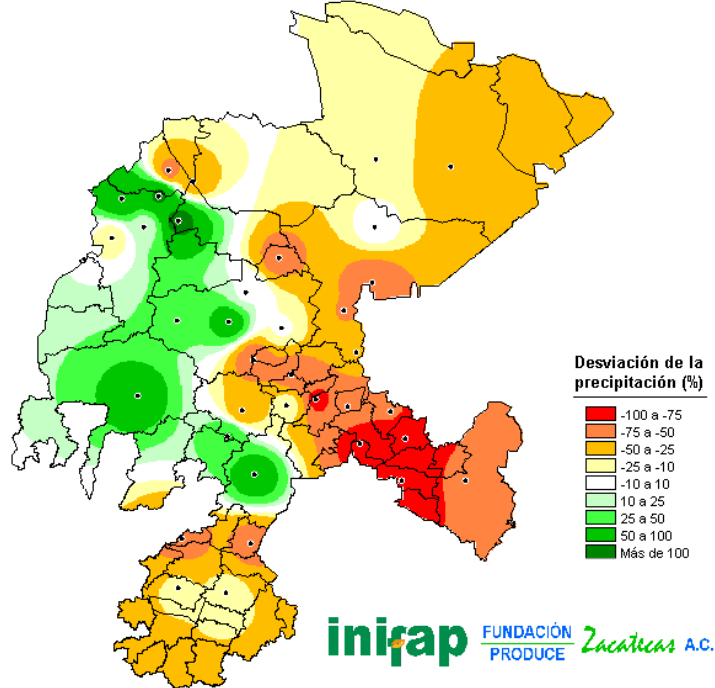 Desviación de la
precipitación (%)
-100 a -75
-75 a -50
-50 a -25
-25 a -10
-10 a 10
10 a 25
25 a 50
50 a 100
Más de 100
inifap
FUNDACIÓN
PRODUCE
Zacatecas A.C.